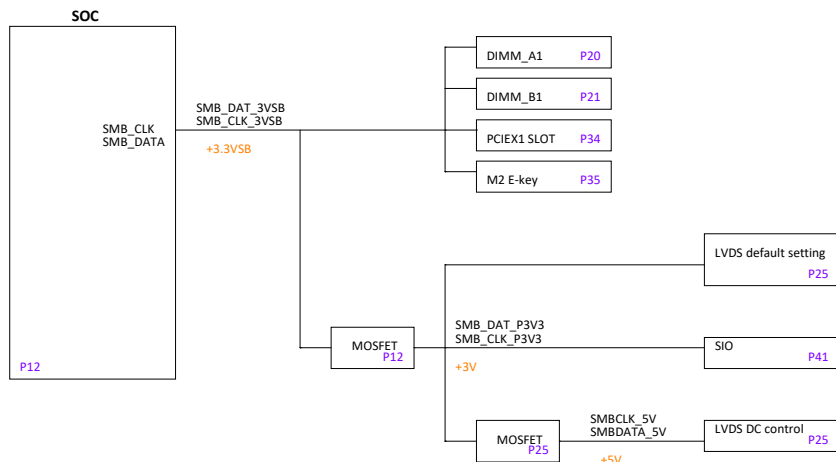 SOC
DIMM_A1 P20
DIMM_B1 P21
SMB_DAT_3VSB
SMB_CLK_3VSB
SMB_CLK
SMB_DATA
+3.3VSB
PCIEX1 SLOT P34
M2 E-key P35
LVDS default setting
P25
SMB_DAT_P3V3
SMB_CLK_P3V3
MOSFET
P12
+3V
SIO
P41
P12
SMBCLK_5V
SMBDATA_5V
MOSFET
P25
+5V
LVDS DC control
P25